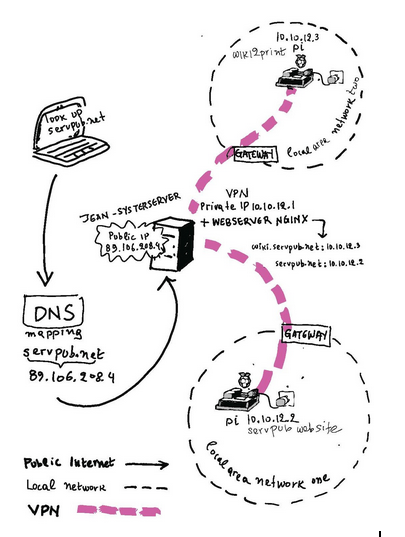 10.10.12.3
pi
wiki2print
local area network two
GATEWAY
look up
servpub.net
JEAN-SYSTERSERVER
Public IP
89.106.208.4
VPN
Private IP 10.10.12.1
+ WEBSERVER NGINX
wiki.servpub.net: 10.10.12.3
servpub.net: 10.10.12.2
DNS
mapping
servpub.net
89.106.208.4
GATEWAY
pi 10.10.12.2
servpub website
local area network one
Public Internet
Local network
VPN